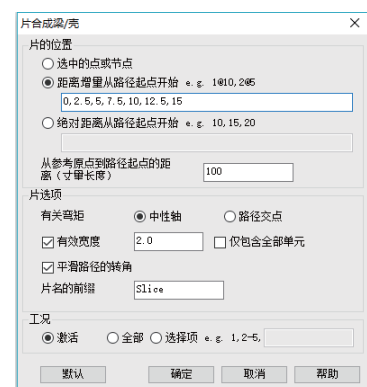 片合成梁/壳
片的位置
选中的点或节点
距离增量从路径起点开始 e.g. 1@10,2@5
0,2.5,5,7.5,10,12.5,15
绝对距离从路径起点开始 e.g. 10,15,20
从参考原点到路径起点的距
离(寸量长度) 100
片选项
有关弯矩 中性轴 路径交点
有效宽度 2.0 仅包含全部单元
平滑路径的转角
片名的前缀 Slice
工况
激活 全部 选择项 e.g. 1,2-5,
默认 确定 取消 帮助